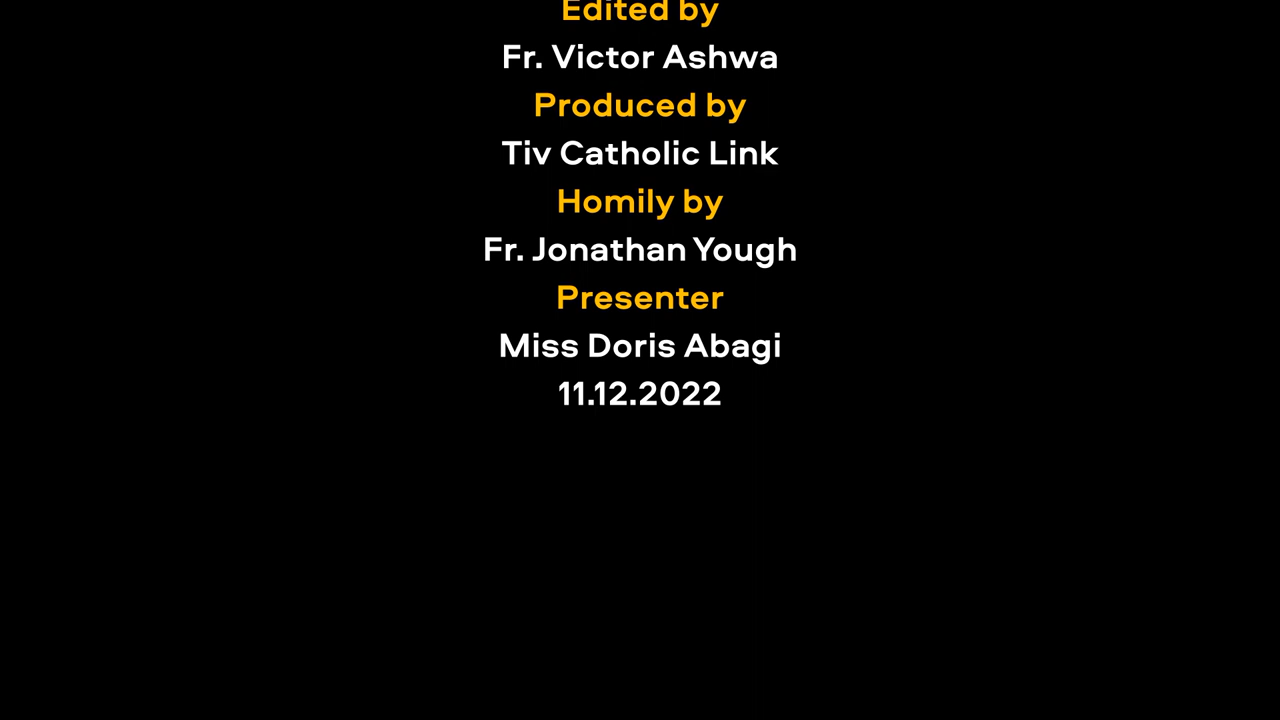 Edited by
Fr. Victor Ashwa
Produced by
Tiv Catholic Link
Homily by
Fr. Jonathan Yough
Presenter
Miss Doris Abagi
11.12.2022